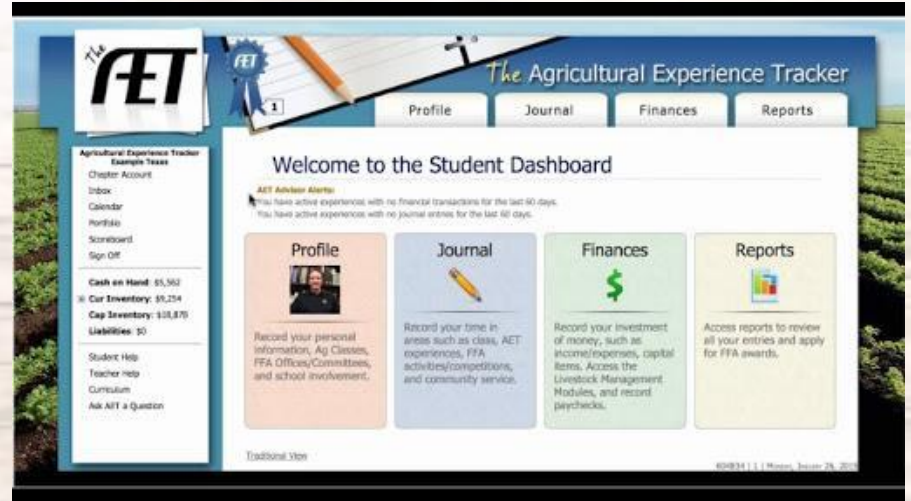 The
AET
AET
1
The Agricultural Experience Tracker
Profile
Journal
Finances
Reports
Agricultural Experience Tracker
Example Texas
Chapter Account
Inbox
Calendar
Portfolio
Scoreboard
Sign Off
Cash on Hand: $5,562
Cur Inventory: $9,254
Cap Inventory: $18,878
Liabilities: $0
Student Help
Teacher Help
Curriculum
Ask AET a Question
Welcome to the Student Dashboard
AET Advisor Alerts:
You have active experiences with no financial transactions for the last 60 days.
You have active experiences with no journal entries for the last 60 days.
Profile
Record your personal
information, Ag Classes,
FFA Offices/Committees,
and school involvement.
Journal
Record your time in
areas such as class, AET
experiences, FFA
activities/competitions,
and community service.
Finances
$
Record your investment
of money, such as
income/expenses, capital
items. Access the
Livestock Management
Modules, and record
paychecks.
Reports
Access reports to review
all your entries and apply
for FFA awards.
Traditional View
| 1 | Monday, January 26,